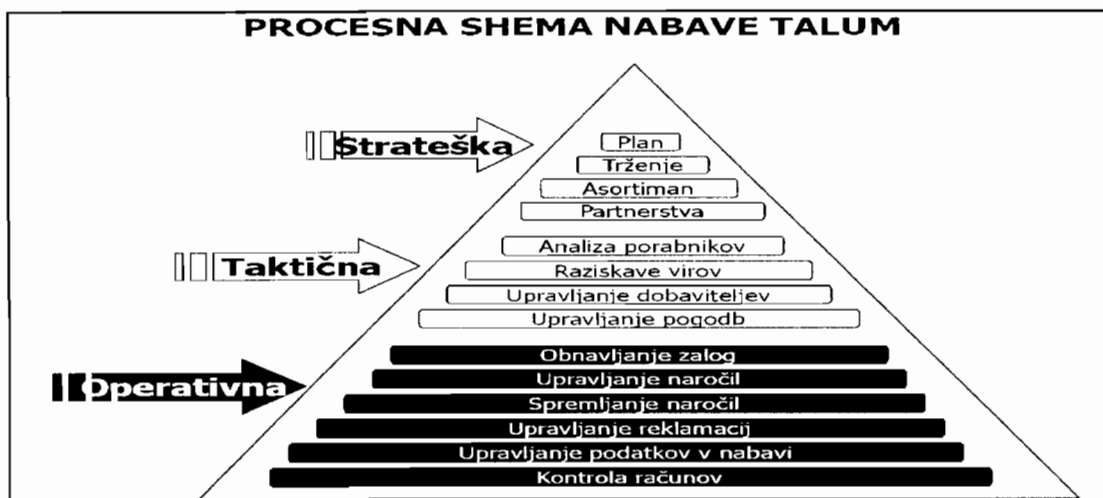 PROCESNA SHEMA NABAVE TALUM
Strateška
Plan
Trženje
Asortiman
Partnerstva
Taktična
Analiza porabnikov
Raziskave virov
Upravljanje dobaviteljev
Upravljanje pogodb
Operativna
Obnavljanje zalog
Upravljanje naročil
Spremljanje naročil
Upravljanje reklamacij
Upravljanje podatkov v nabavi
Kontrola računov